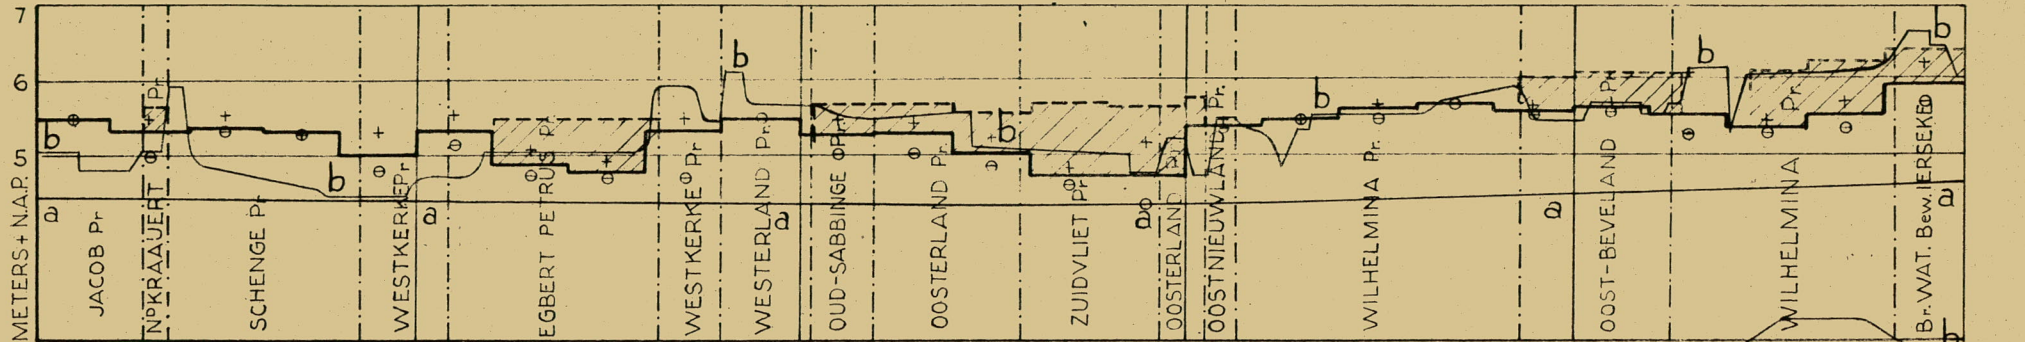 7
6
5
METERS + N.A.P.
JACOB Pr
N⁰KRAAUERT Pr.
SCHENGE Pr
WESTKERKE Pr
EGBERT PETRUS Pr
WESTKERKE Pr
WESTERLAND Pr.
OUD-SABBINGE Pr.
OOSTERLAND Pr.
ZUIDVLIET Pr
OOSTERLAND Pr
OOSTNIEUWLAND Pr.
WILHELMINA Pr.
OOST-BEVELAND Pr.
WILHELMINA Pr.
Br. WAT. Bew. IERSEKE
b
b
b
b
b
b
b
b
a
a
a
a
a
a